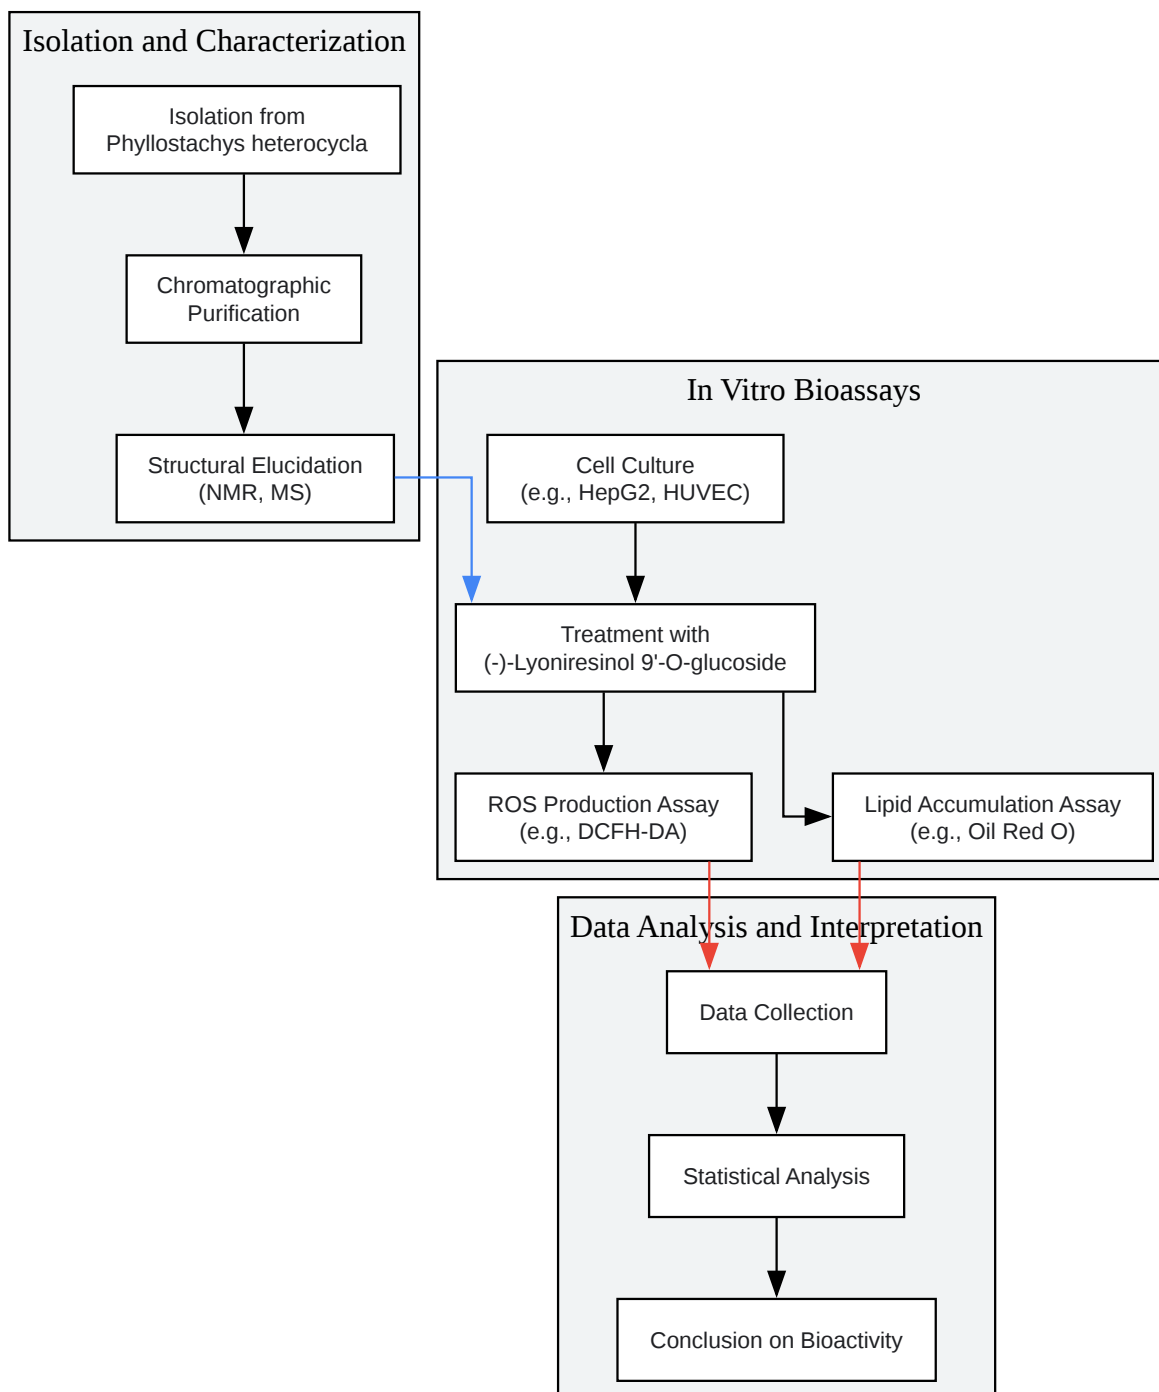 Isolation and Characterization
Isolation from
Phyllostachys heterocycla
Chromatographic
Purification
Structural Elucidation
(NMR, MS)
In Vitro Bioassays
Cell Culture
(e.g., HepG2, HUVEC)
Treatment with
(-)-Lyoniresinol 9'-O-glucoside
ROS Production Assay
(e.g., DCFH-DA)
Lipid Accumulation Assay
(e.g., Oil Red O)
Data Analysis and Interpretation
Data Collection
Statistical Analysis
Conclusion on Bioactivity